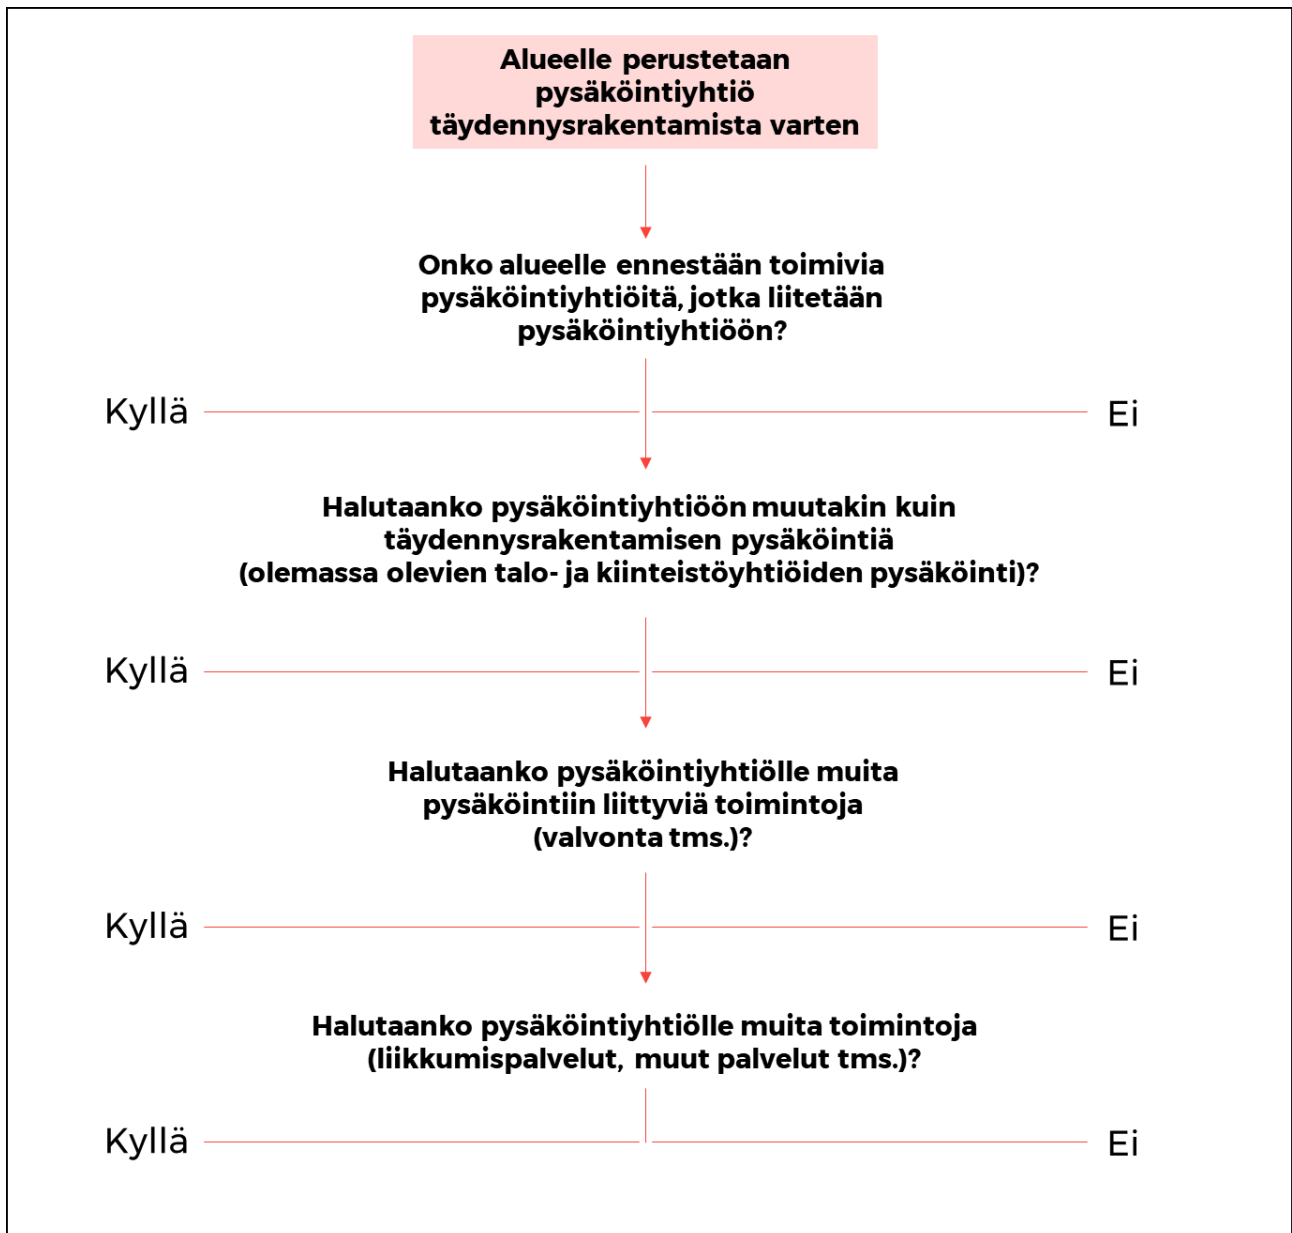 Alueelle perustetaan
pysäköintiyhtiö
täydennysrakentamista varten
Onko alueelle ennestään toimivia
pysäköintiyhtiöitä, jotka liitetään
pysäköintiyhtiöön?
Kyllä
Ei
Halutaanko pysäköintiyhtiöön muutakin kuin
täydennysrakentamisen pysäköintiä
(olemassa olevien talo- ja kiinteistöyhtiöiden pysäköinti)?
Kyllä
Ei
Halutaanko pysäköintiyhtiölle muita
pysäköintiin liittyviä toimintoja
(valvonta tms.)?
Kyllä
Ei
Halutaanko pysäköintiyhtiölle muita toimintoja
(liikkumispalvelut, muut palvelut tms.)?
Kyllä
Ei